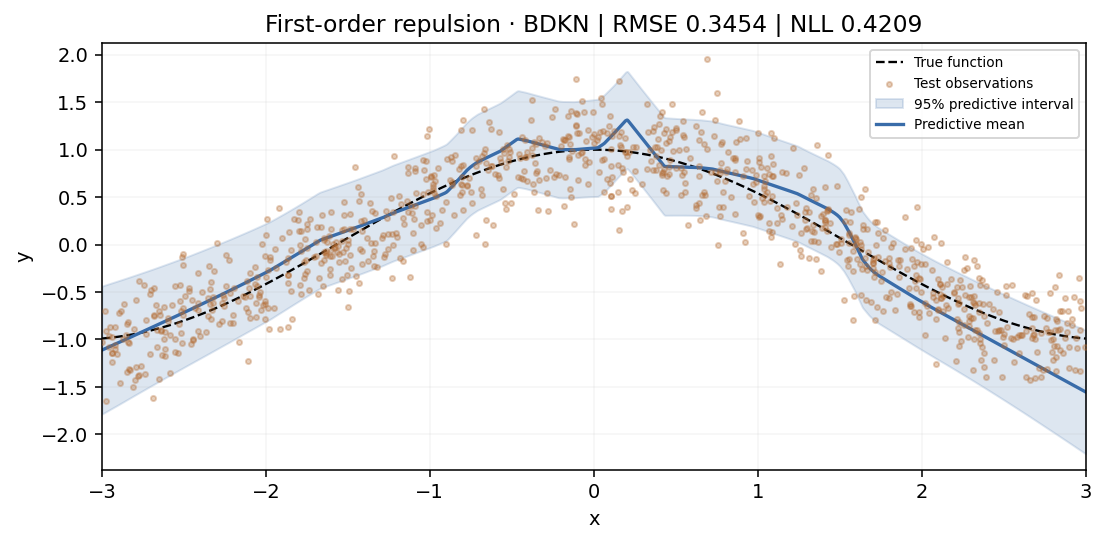 First-order repulsion · BDKN | RMSE 0.3454 | NLL 0.4209
True function
Test observations
95% predictive interval
Predictive mean
y
2.0
1.5
1.0
0.5
0.0
−0.5
−1.0
−1.5
−2.0
−3 −2 −1 0 1 2 3
x